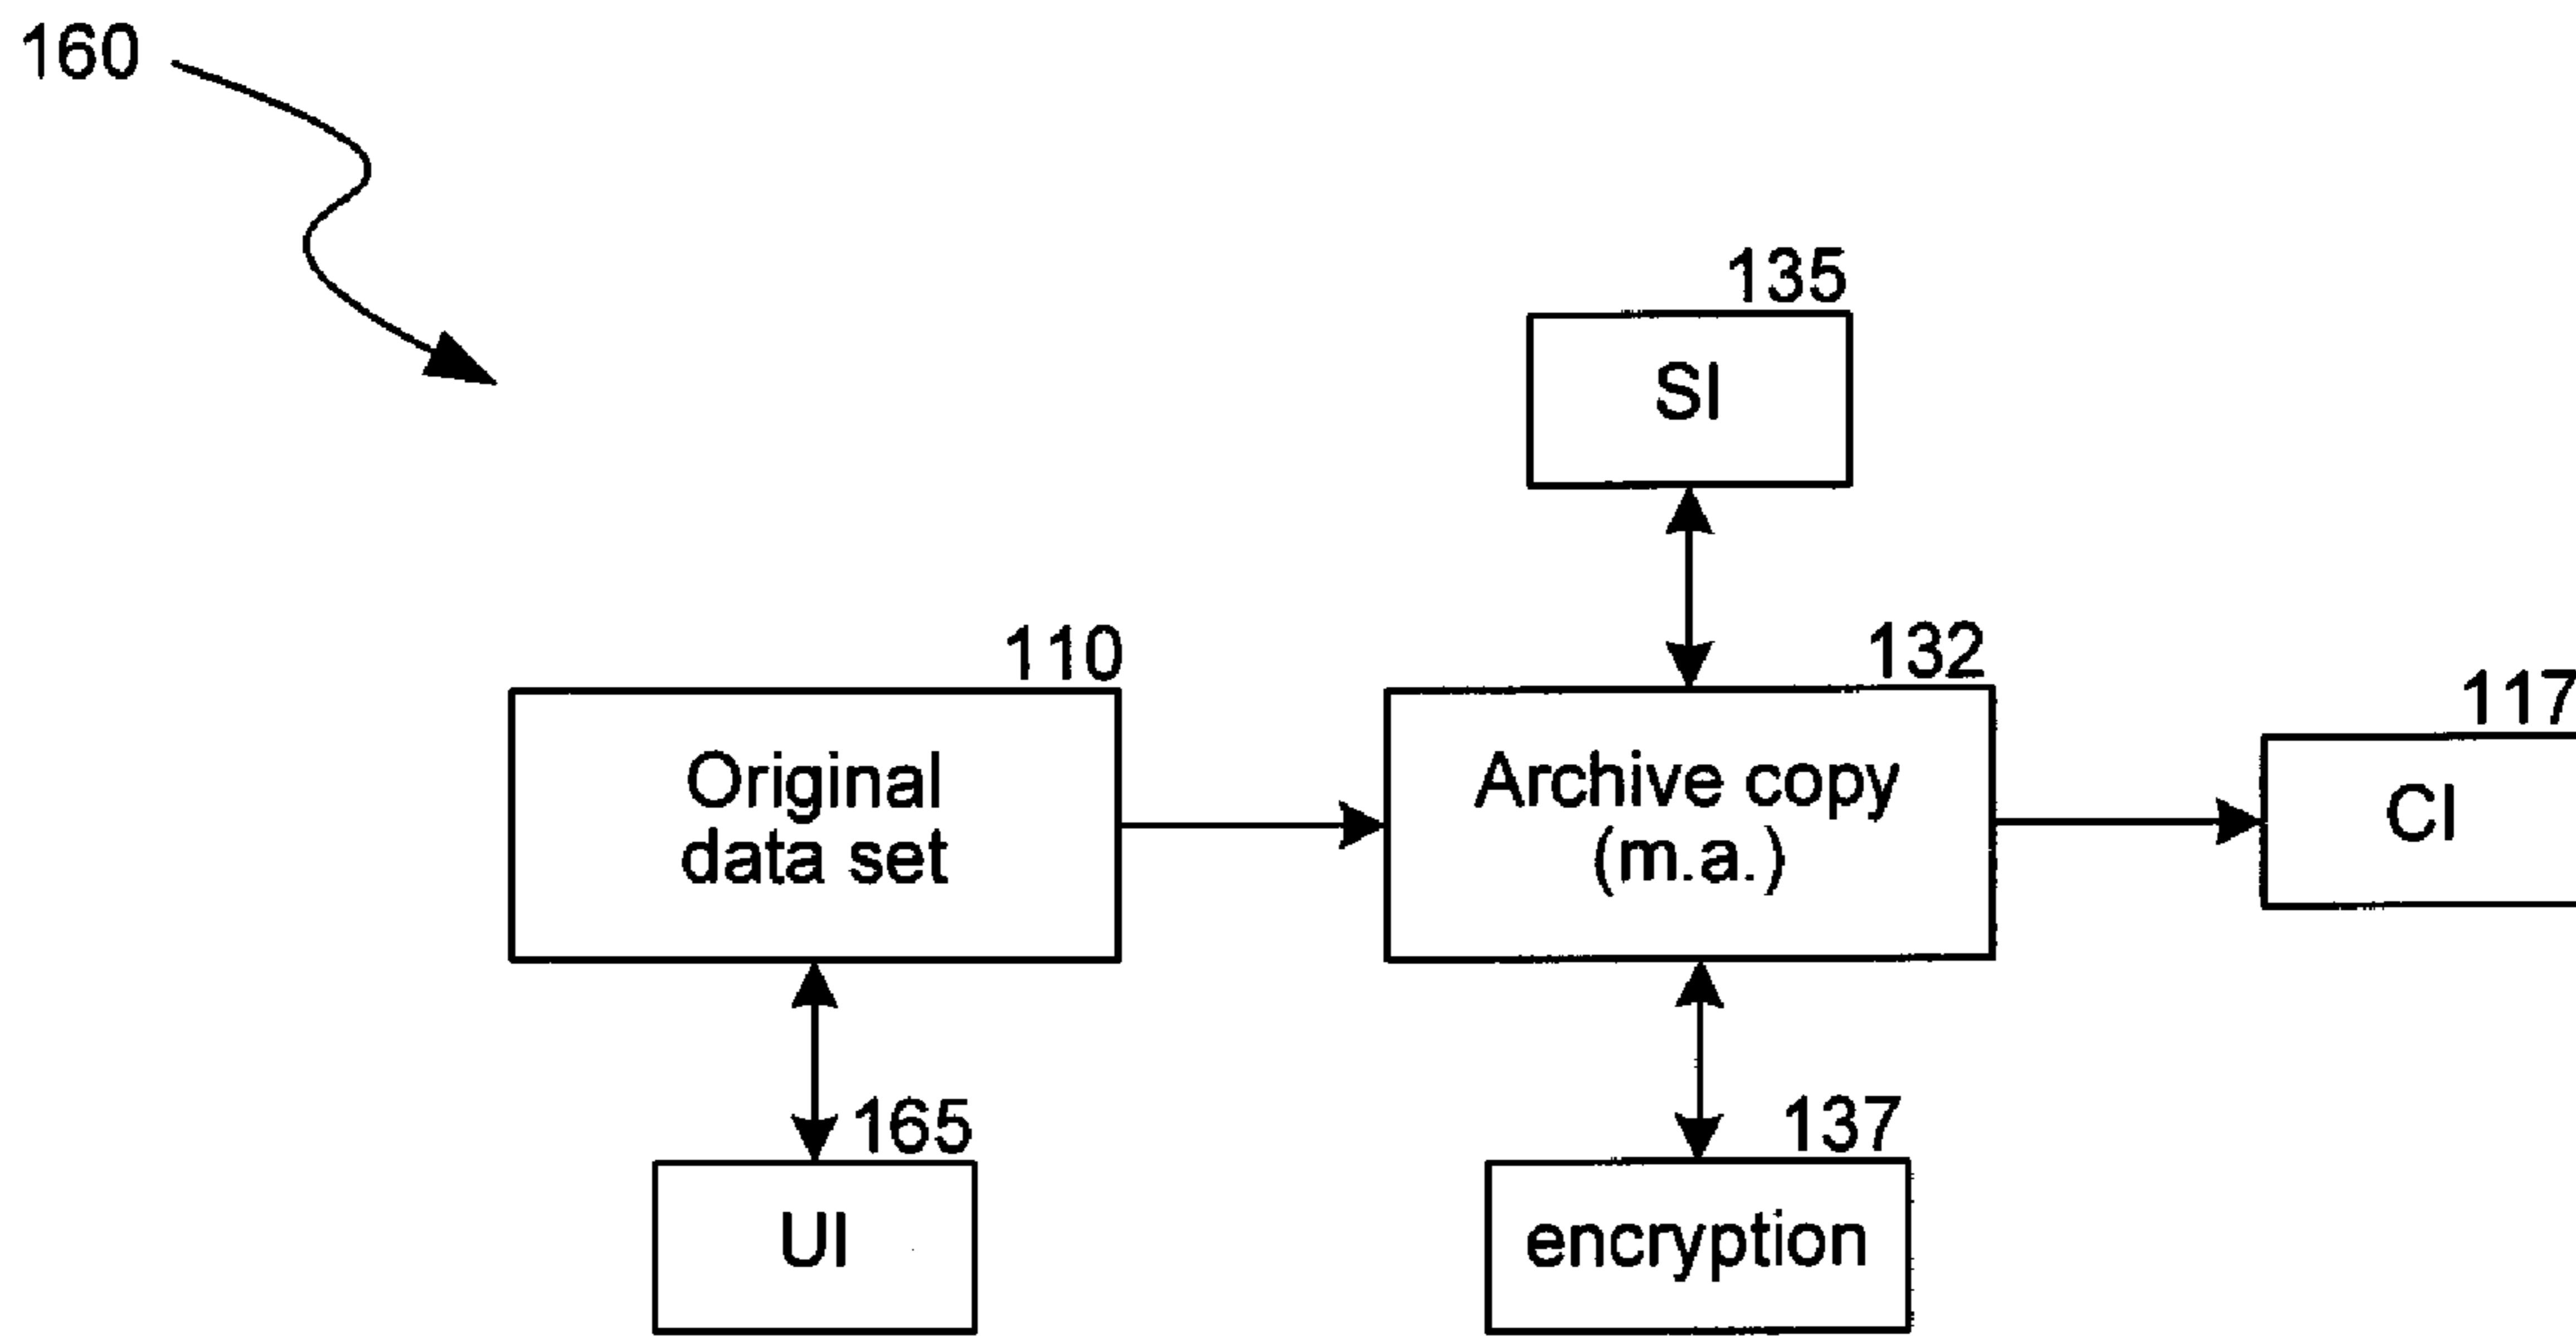 160
135
SI
110
132
117
Original
data set
Archive copy
(m.a.)
CI
165
137
UI
encryption